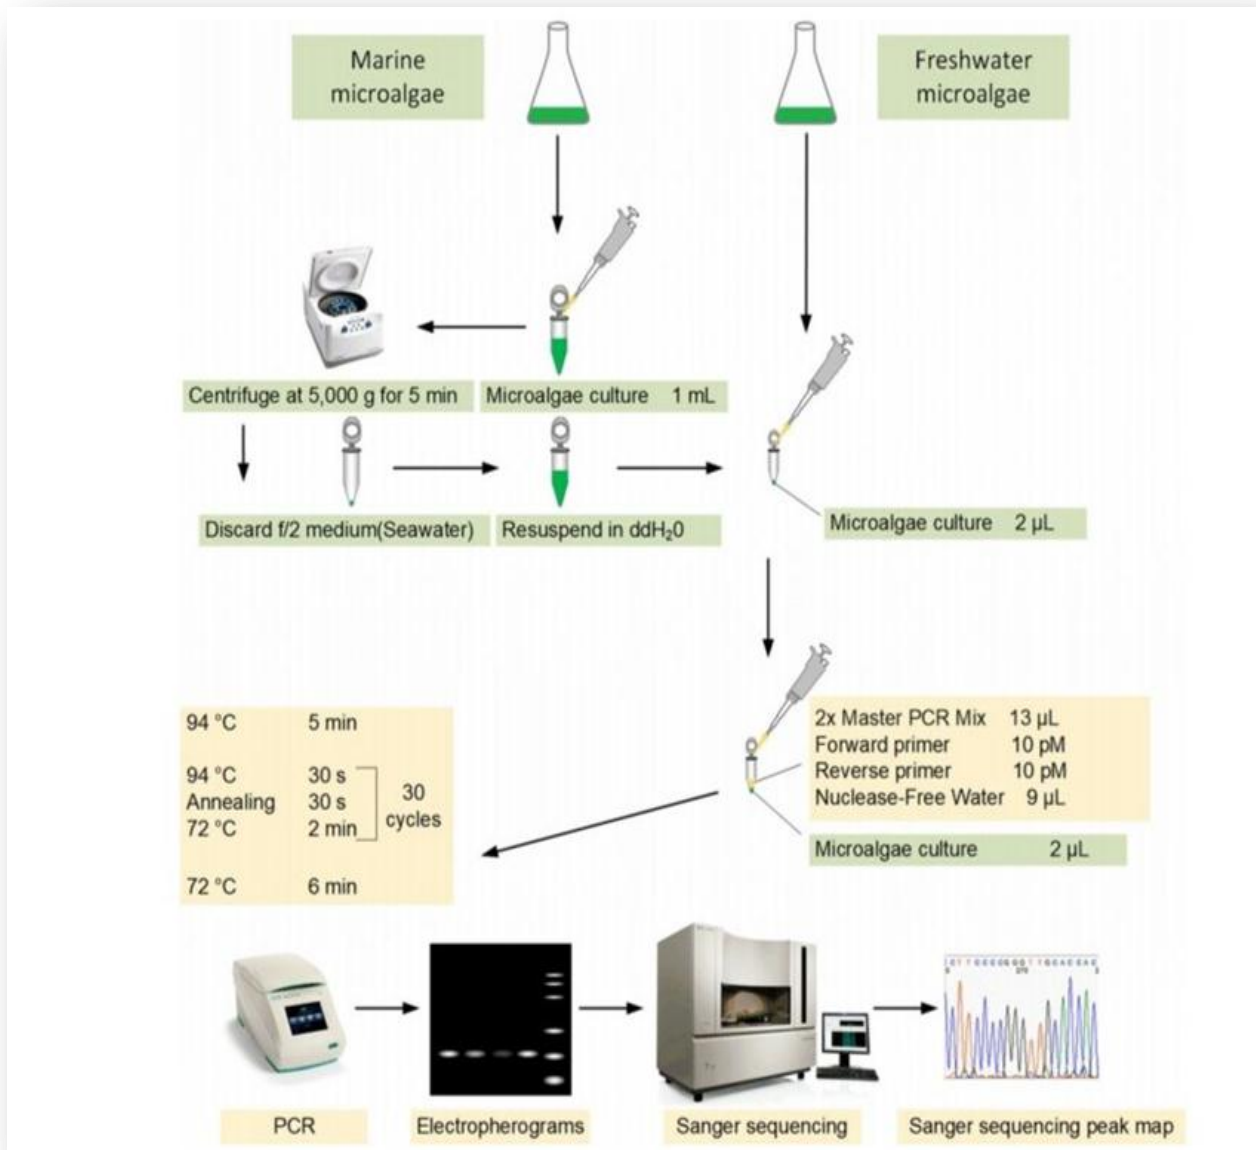 Marine
microalgae
Freshwater
microalgae
Centrifuge at 5,000 g for 5 min
Microalgae culture 1 mL
Discard f/2 medium(Seawater)
Resuspend in ddH₂0
Microalgae culture 2 µL
94 °C 5 min
94 °C 30 s
Annealing 30 s
72 °C 2 min
30
cycles
72 °C 6 min
2x Master PCR Mix 13 µL
Forward primer 10 pM
Reverse primer 10 pM
Nuclease-Free Water 9 µL
Microalgae culture 2 µL
PCR
Electropherograms
Sanger sequencing
Sanger sequencing peak map